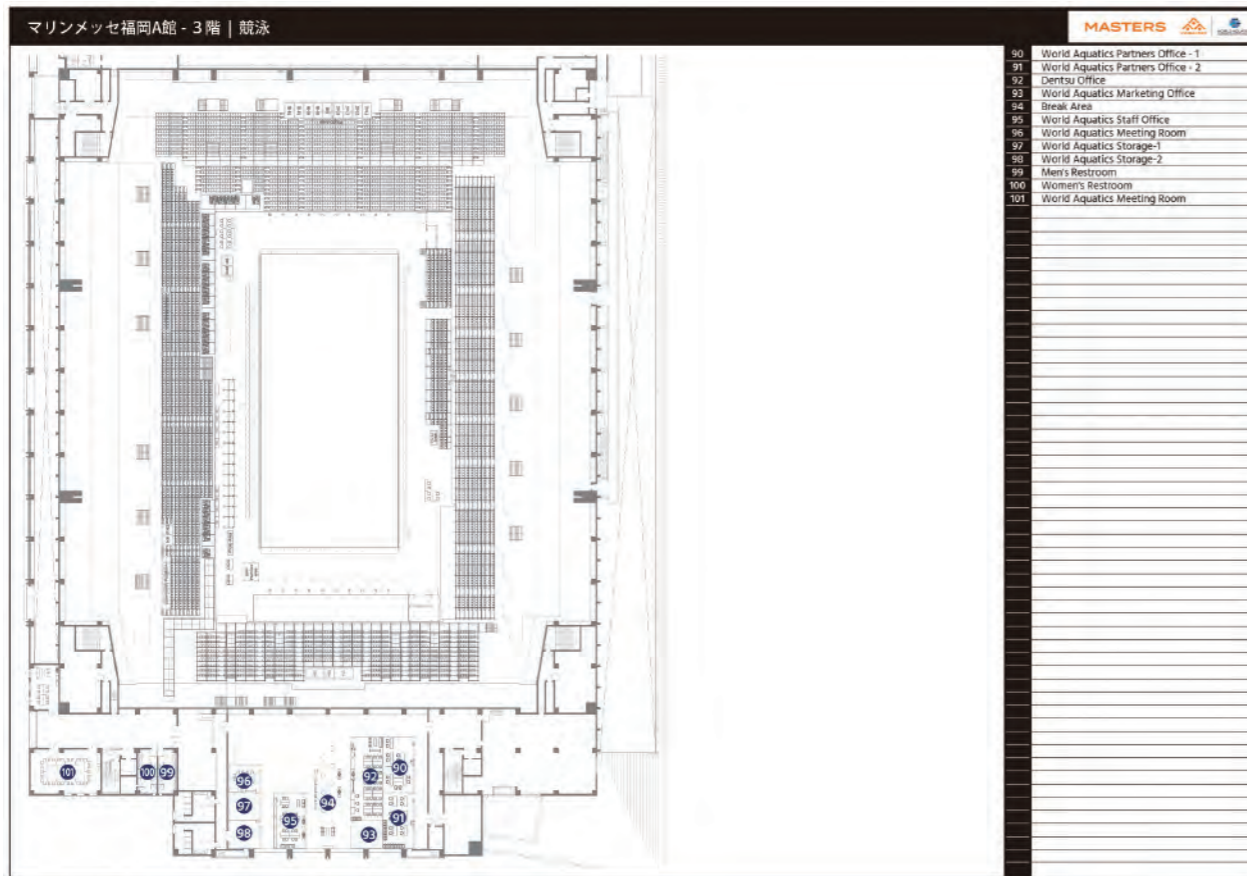 マリンメッセ福岡A館 - 3階 | 競泳
MASTERS
90 World Aquatics Partners Office - 1
91 World Aquatics Partners Office - 2
92 Dentsu Office
93 World Aquatics Marketing Office
94 Break Area
95 World Aquatics Staff Office
96 World Aquatics Meeting Room
97 World Aquatics Storage-1
98 World Aquatics Storage-2
99 Men's Restroom
100 Women's Restroom
101 World Aquatics Meeting Room
101
100
99
96
97
98
95
94
92
90
91
93